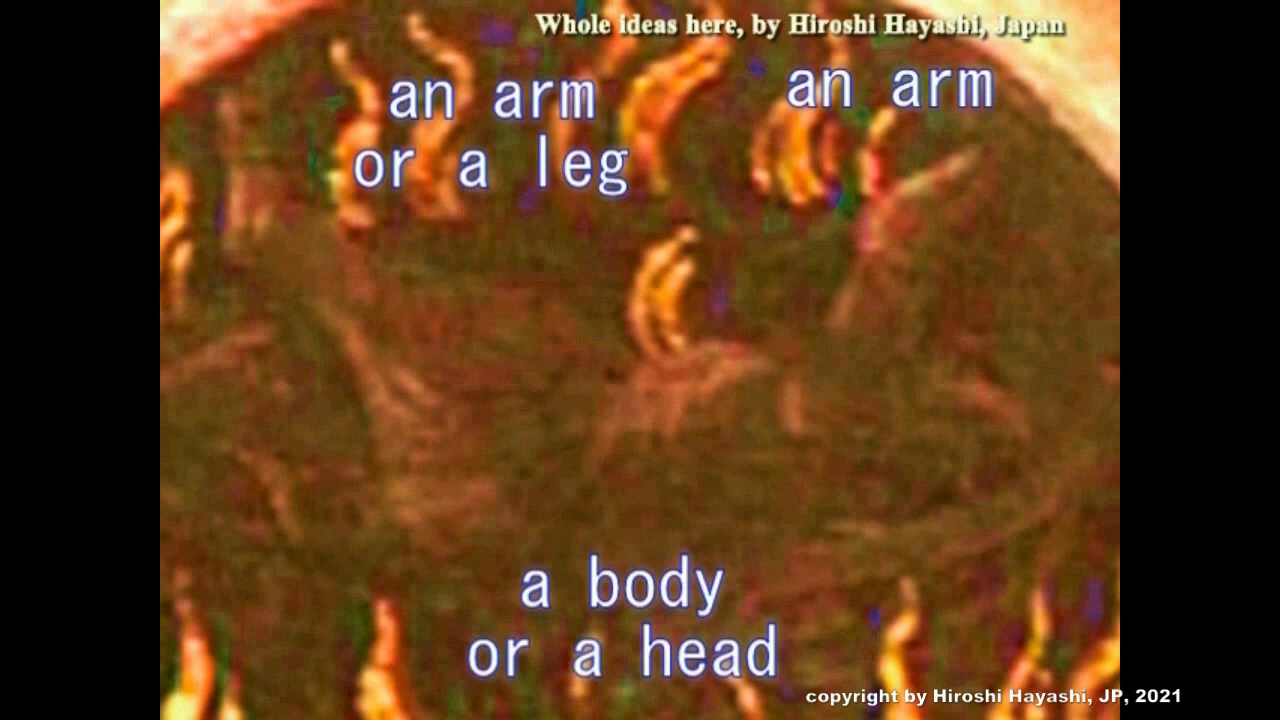 Whole ideas here, by Hiroshi Hayashi, Japan
an arm
or a leg
an arm
a body
or a head
copyright by Hiroshi Hayashi, JP, 2021